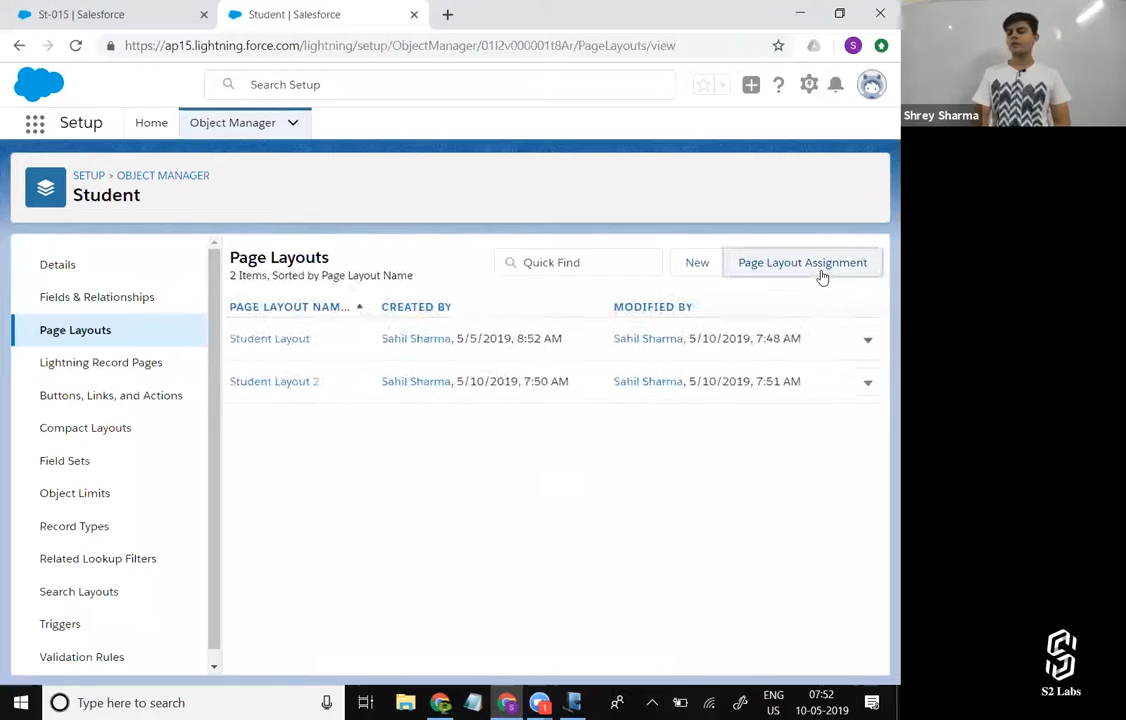 St-015 | Salesforce
Student | Salesforce
https://ap15.lightning.force.com/lightning/setup/ObjectManager/01I2v000001t8Ar/PageLayouts/view
S
Search Setup
Shrey Sharma
Setup
Home
Object Manager
SETUP > OBJECT MANAGER
Student
Details
Fields & Relationships
Page Layouts
Lightning Record Pages
Buttons, Links, and Actions
Compact Layouts
Field Sets
Object Limits
Record Types
Related Lookup Filters
Search Layouts
Triggers
Validation Rules
Page Layouts
2 Items, Sorted by Page Layout Name
Quick Find
New
Page Layout Assignment
PAGE LAYOUT NAM... CREATED BY MODIFIED BY
Student Layout Sahil Sharma, 5/5/2019, 8:52 AM Sahil Sharma, 5/10/2019, 7:48 AM
Student Layout 2 Sahil Sharma, 5/10/2019, 7:50 AM Sahil Sharma, 5/10/2019, 7:51 AM
S2 Labs
Type here to search
ENG
US
07:52
10-05-2019